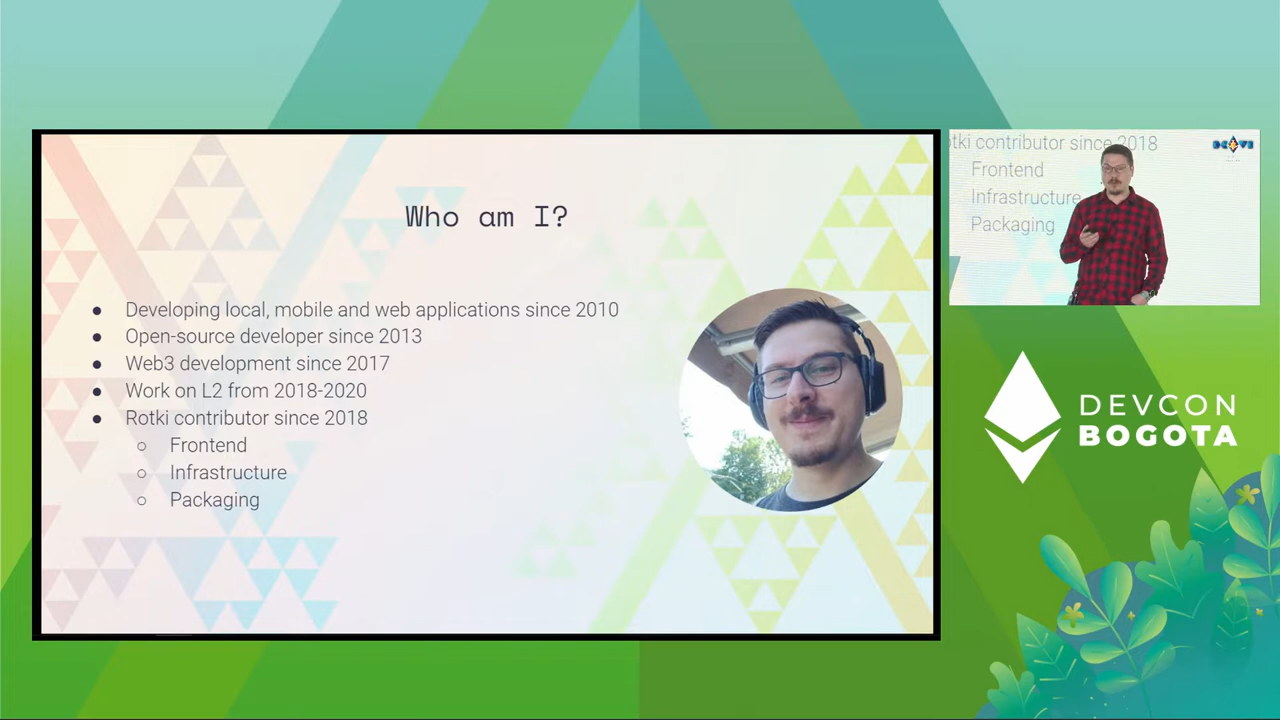 Who am I?
Developing local, mobile and web applications since 2010
Open-source developer since 2013
Web3 development since 2017
Work on L2 from 2018-2020
Rotki contributor since 2018
Frontend
Infrastructure
Packaging
tki contributor since 2018
Frontend
Infrastructure
Packaging
DEVCON
BOGOTA